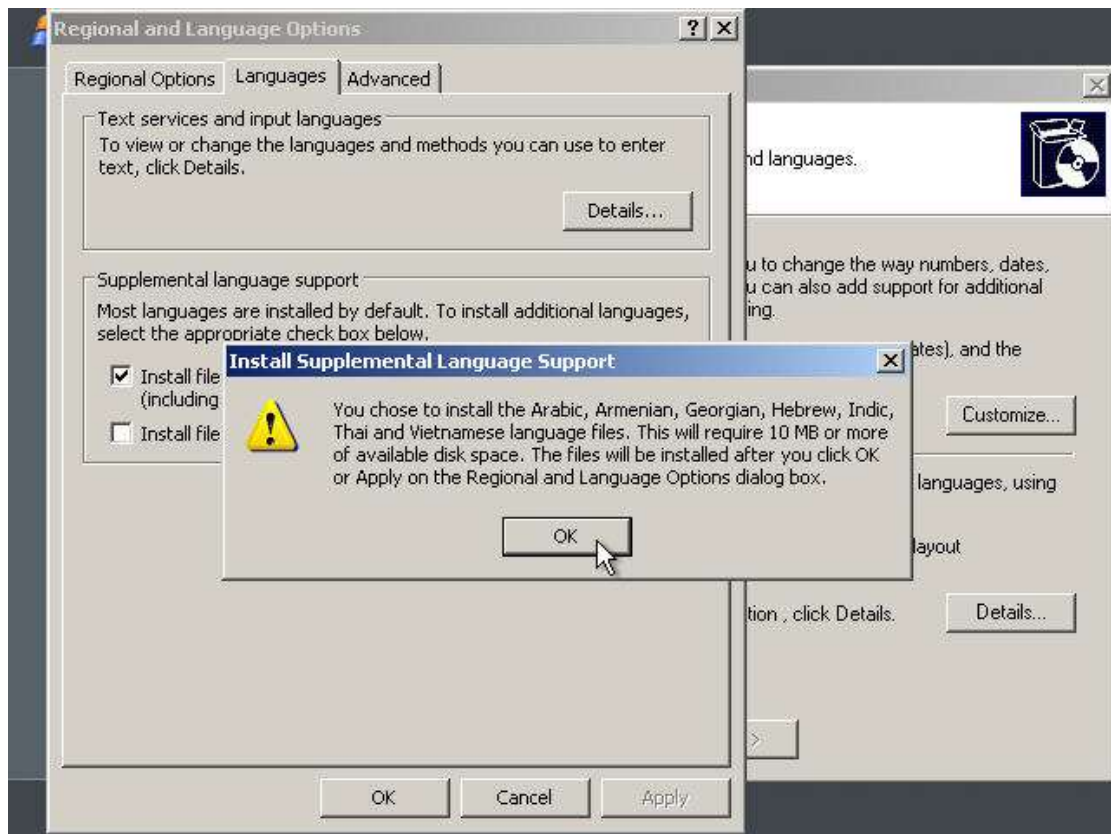 Regional and Language Options
Regional Options
Languages
Advanced
Text services and input languages
To view or change the languages and methods you can use to enter
text, click Details.
Details...
Supplemental language support
Most languages are installed by default. To install additional languages,
select the appropriate check box below.
Install file
(including
Install file
Install Supplemental Language Support
You chose to install the Arabic, Armenian, Georgian, Hebrew, Indic,
Thai and Vietnamese language files. This will require 10 MB or more
of available disk space. The files will be installed after you click OK
or Apply on the Regional and Language Options dialog box.
OK
OK
Cancel
Apply
nd languages.
u to change the way numbers, dates,
u can also add support for additional
ing.
ates), and the
Customize...
languages, using
layout
tion , click Details.
Details...
>